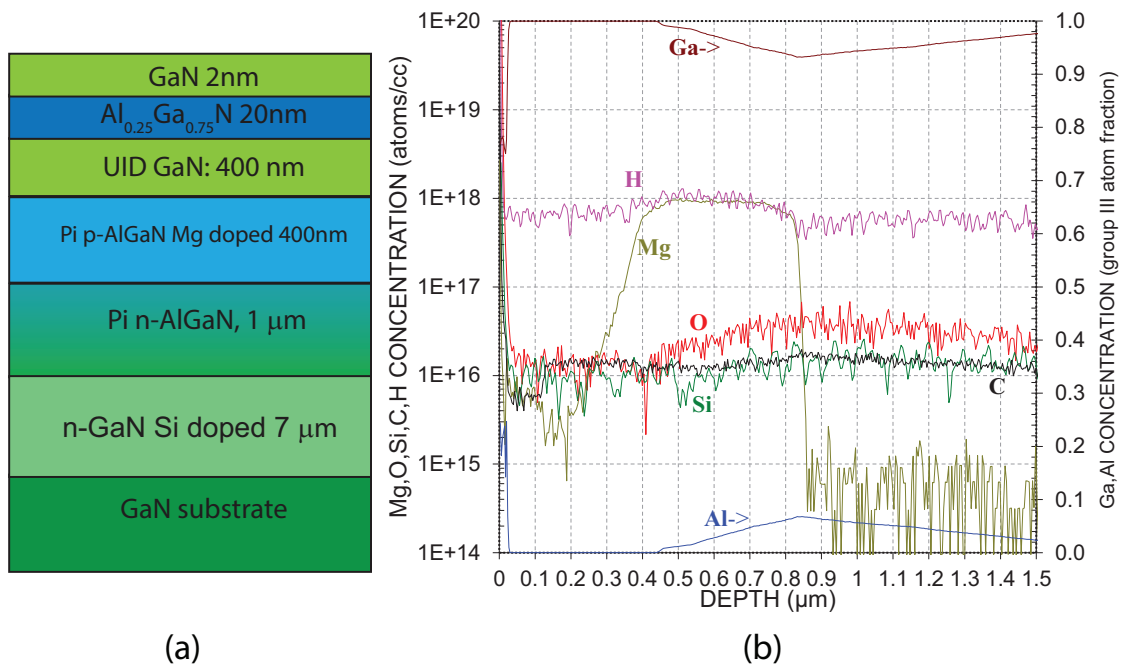 GaN 2nm
Al0.25Ga0.75N 20nm
UID GaN: 400 nm
Pi p-AlGaN Mg doped 400nm
Pi n-AlGaN, 1 μm
n-GaN Si doped 7 μm
GaN substrate
(a)
Mg,O,Si,C,H CONCENTRATION (atoms/cc)
1E+20
1E+19
1E+18
1E+17
1E+16
1E+15
1E+14
Ga->
H
Mg
O
Si
C
Al->
0 0.1 0.2 0.3 0.4 0.5 0.6 0.7 0.8 0.9 1 1.1 1.2 1.3 1.4 1.5
DEPTH (μm)
1.0
0.9
0.8
0.7
0.6
0.5
0.4
0.3
0.2
0.1
0.0
Ga,Al CONCENTRATION (group III atom fraction)
(b)